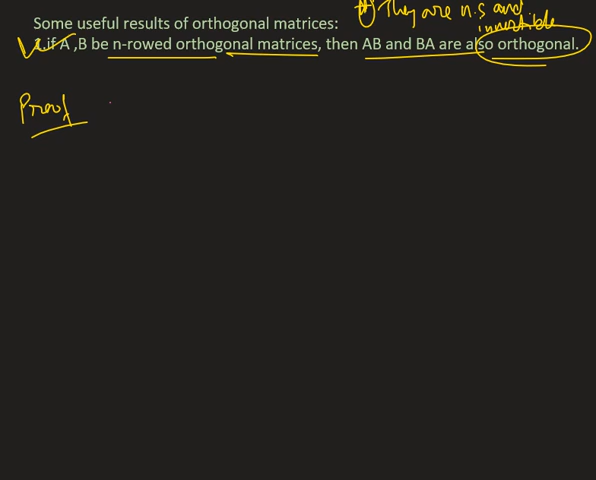 Some useful results of orthogonal matrices:
They are n.s and
invertible
if A ,B be n-rowed orthogonal matrices, then AB and BA are also orthogonal.
Proof